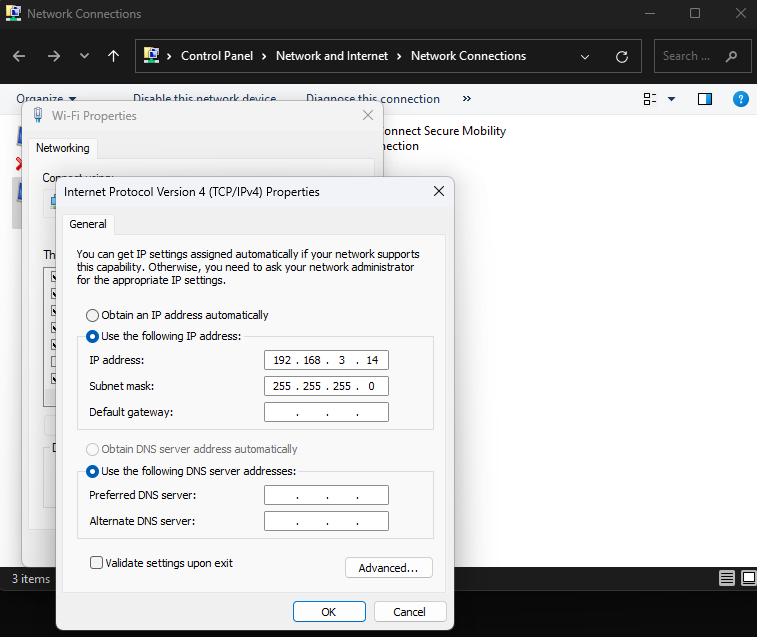 Network Connections
Control Panel > Network and Internet > Network Connections
Search ...
Organize Disable this network device Diagnose this connection »
Wi-Fi Properties
onnect Secure Mobility
nection
Networking
Connect using:
Internet Protocol Version 4 (TCP/IPv4) Properties
General
Th
You can get IP settings assigned automatically if your network supports
this capability. Otherwise, you need to ask your network administrator
for the appropriate IP settings.
Obtain an IP address automatically
Use the following IP address:
IP address: 192 . 168 . 3 . 14
Subnet mask: 255 . 255 . 255 . 0
Default gateway: . . .
Obtain DNS server address automatically
Use the following DNS server addresses:
Preferred DNS server: . . .
Alternate DNS server: . . .
Validate settings upon exit
Advanced...
3 items
OK Cancel